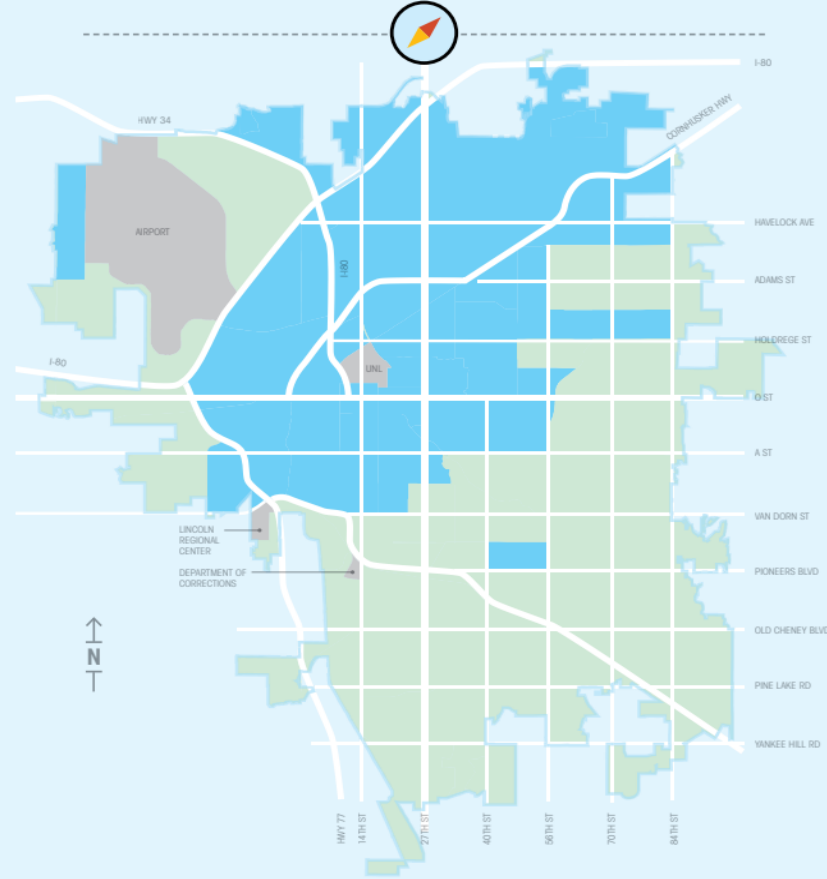 I-80
CORNHUSKER HWY
HWY 34
HAVELOCK AVE
AIRPORT
I-80
ADAMS ST
HOLDREGE ST
I-80
UNL
O ST
A ST
VAN DORN ST
LINCOLN
REGIONAL
CENTER
DEPARTMENT OF
CORRECTIONS
PIONEERS BLVD
OLD CHENEY BLVD
N
PINE LAKE RD
YANKEE HILL RD
HWY 77
14TH ST
27TH ST
40TH ST
56TH ST
70TH ST
84TH ST